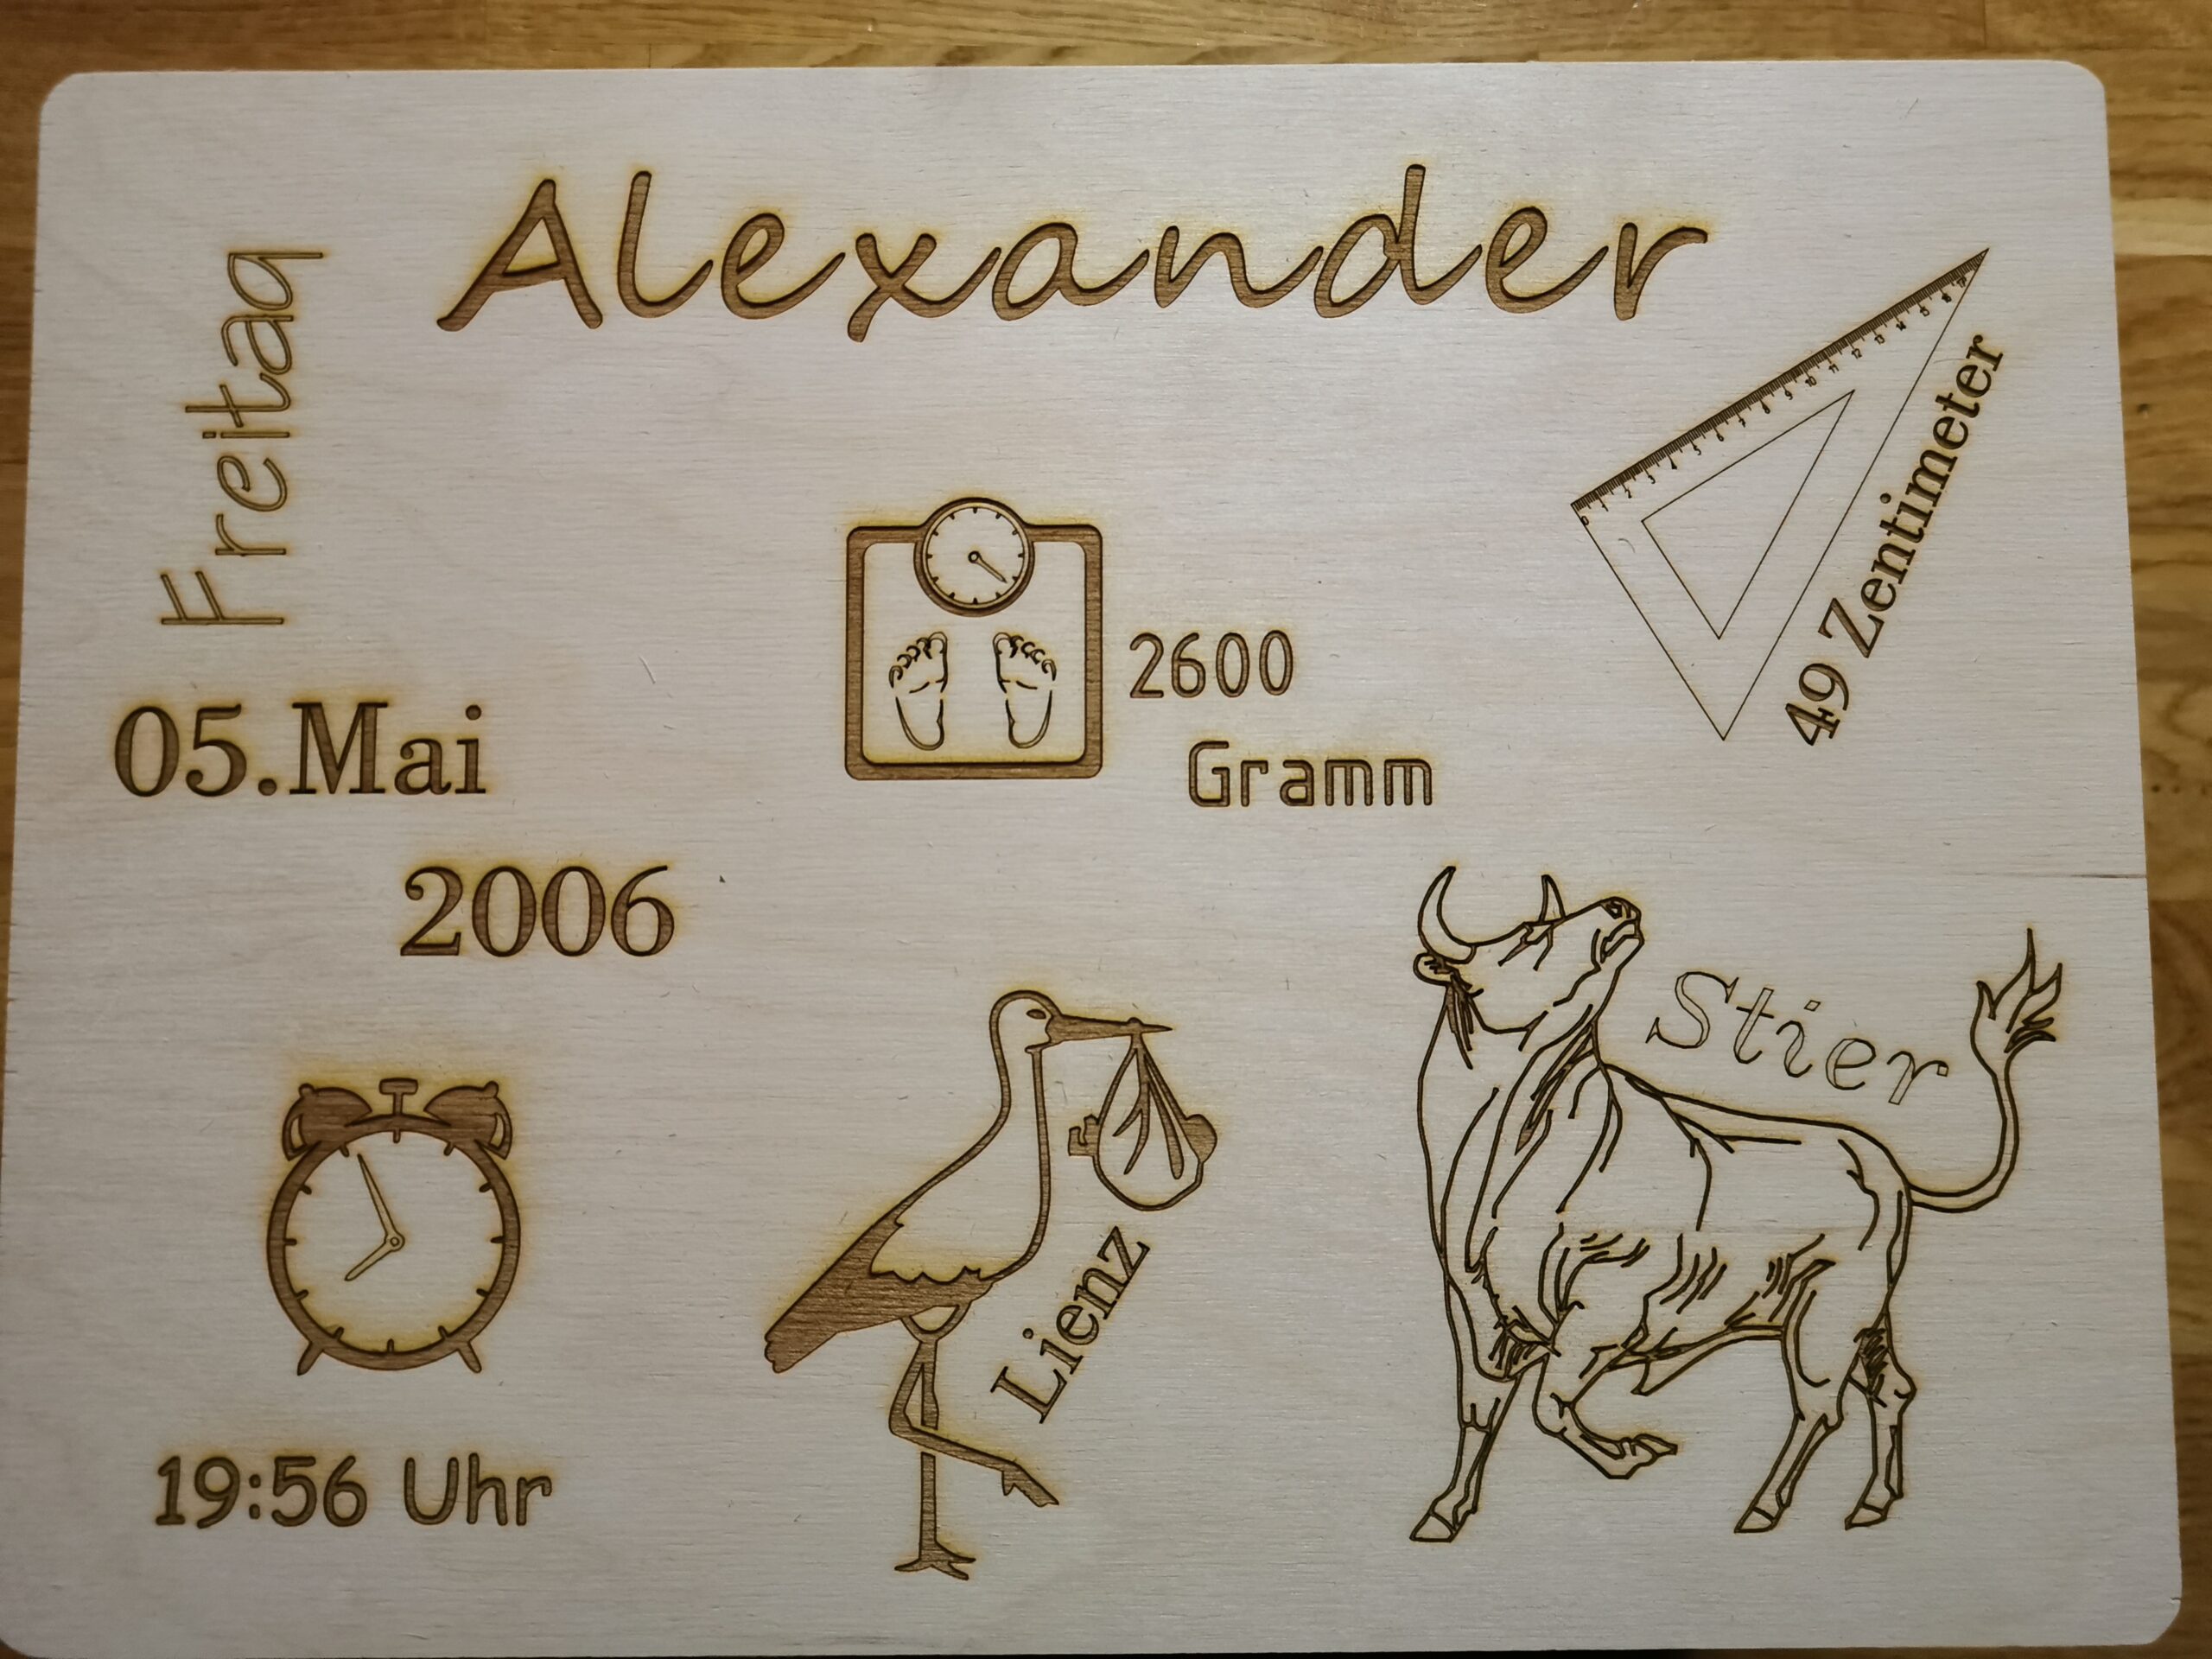 Alexander
Freitag
05.Mai
2006
2600
Gramm
49 Zentimeter
Stier
Lienz
19:56 Uhr